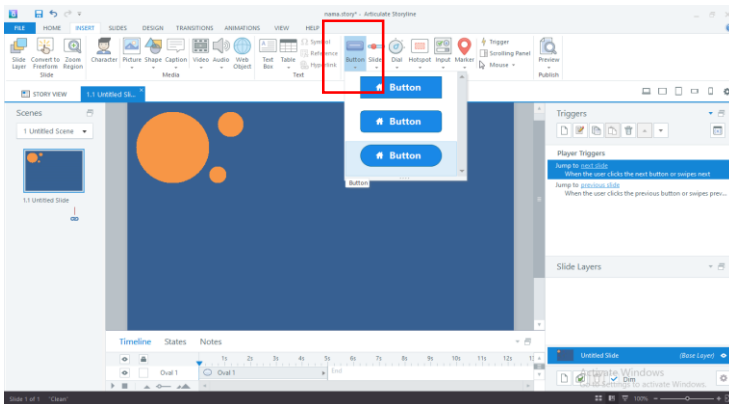 nama.story* - Articulate Storyline
FILE HOME INSERT SLIDES DESIGN TRANSITIONS ANIMATIONS VIEW HELP
Slide Layer
Convert to Freeform
Zoom Region
Character
Picture
Shape
Caption
Video
Audio
Web Object
Text Box
Table
Symbol
Reference
Hyperlink
Button
Slider
Dial
Hotspot
Input
Marker
Trigger
Scrolling Panel
Mouse
Preview
Slide
Media
Text
Publish
STORY VIEW
1.1 Untitled Sli...
Button
Button
Button
Button
Scenes
1 Untitled Scene
1.1 Untitled Slide
Triggers
Player Triggers
Jump to next slide
When the user clicks the next button or swipes next
Jump to previous slide
When the user clicks the previous button or swipes prev...
Slide Layers
Untitled Slide (Base Layer)
Dim
Activate Windows
Go to Settings to activate Windows.
Timeline States Notes
1s 2s 3s 4s 5s 6s 7s 8s 9s 10s 11s 12s
Oval 1
Oval 1
End
Slide 1 of 1 'Clean'
100%